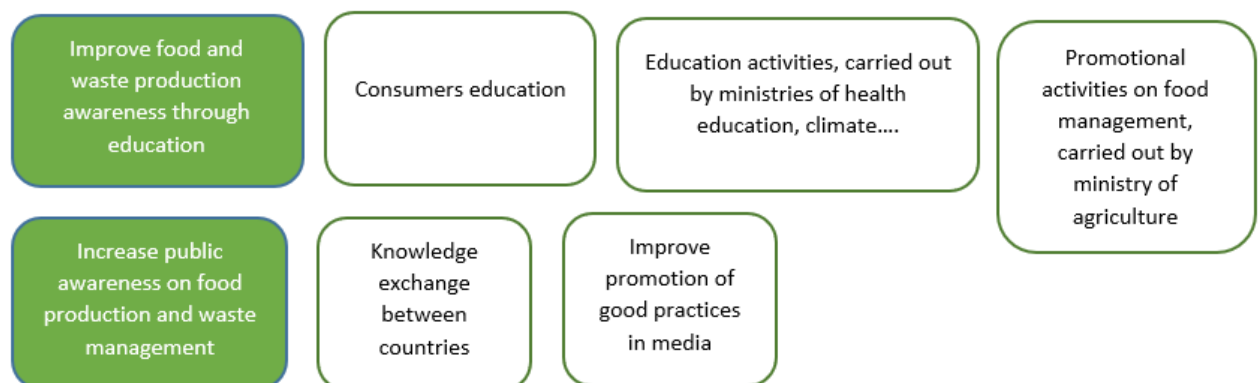 Improve food and
waste production
awareness through
education
Consumers education
Education activities, carried out
by ministries of health
education, climate....
Promotional
activities on food
management,
carried out by
ministry of
agriculture
Increase public
awareness on food
production and waste
management
Knowledge
exchange
between
countries
Improve
promotion of
good practices
in media